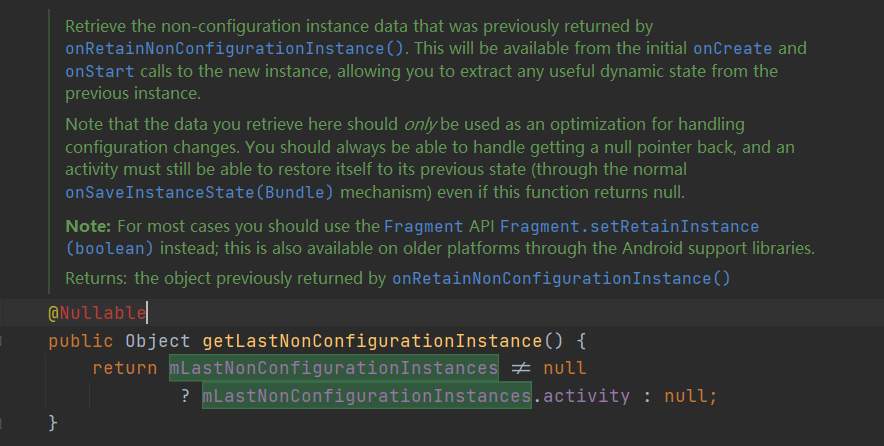 Retrieve the non-configuration instance data that was previously returned by
onRetainNonConfigurationInstance(). This will be available from the initial onCreate and
onStart calls to the new instance, allowing you to extract any useful dynamic state from the
previous instance.
Note that the data you retrieve here should only be used as an optimization for handling
configuration changes. You should always be able to handle getting a null pointer back, and an
activity must still be able to restore itself to its previous state (through the normal
onSaveInstanceState(Bundle) mechanism) even if this function returns null.
Note: For most cases you should use the Fragment API Fragment.setRetainInstance
(boolean) instead; this is also available on older platforms through the Android support libraries.
Returns: the object previously returned by onRetainNonConfigurationInstance()
@Nullable
public Object getLastNonConfigurationInstance() {
return mLastNonConfigurationInstances ≠ null
? mLastNonConfigurationInstances.activity : null;
}